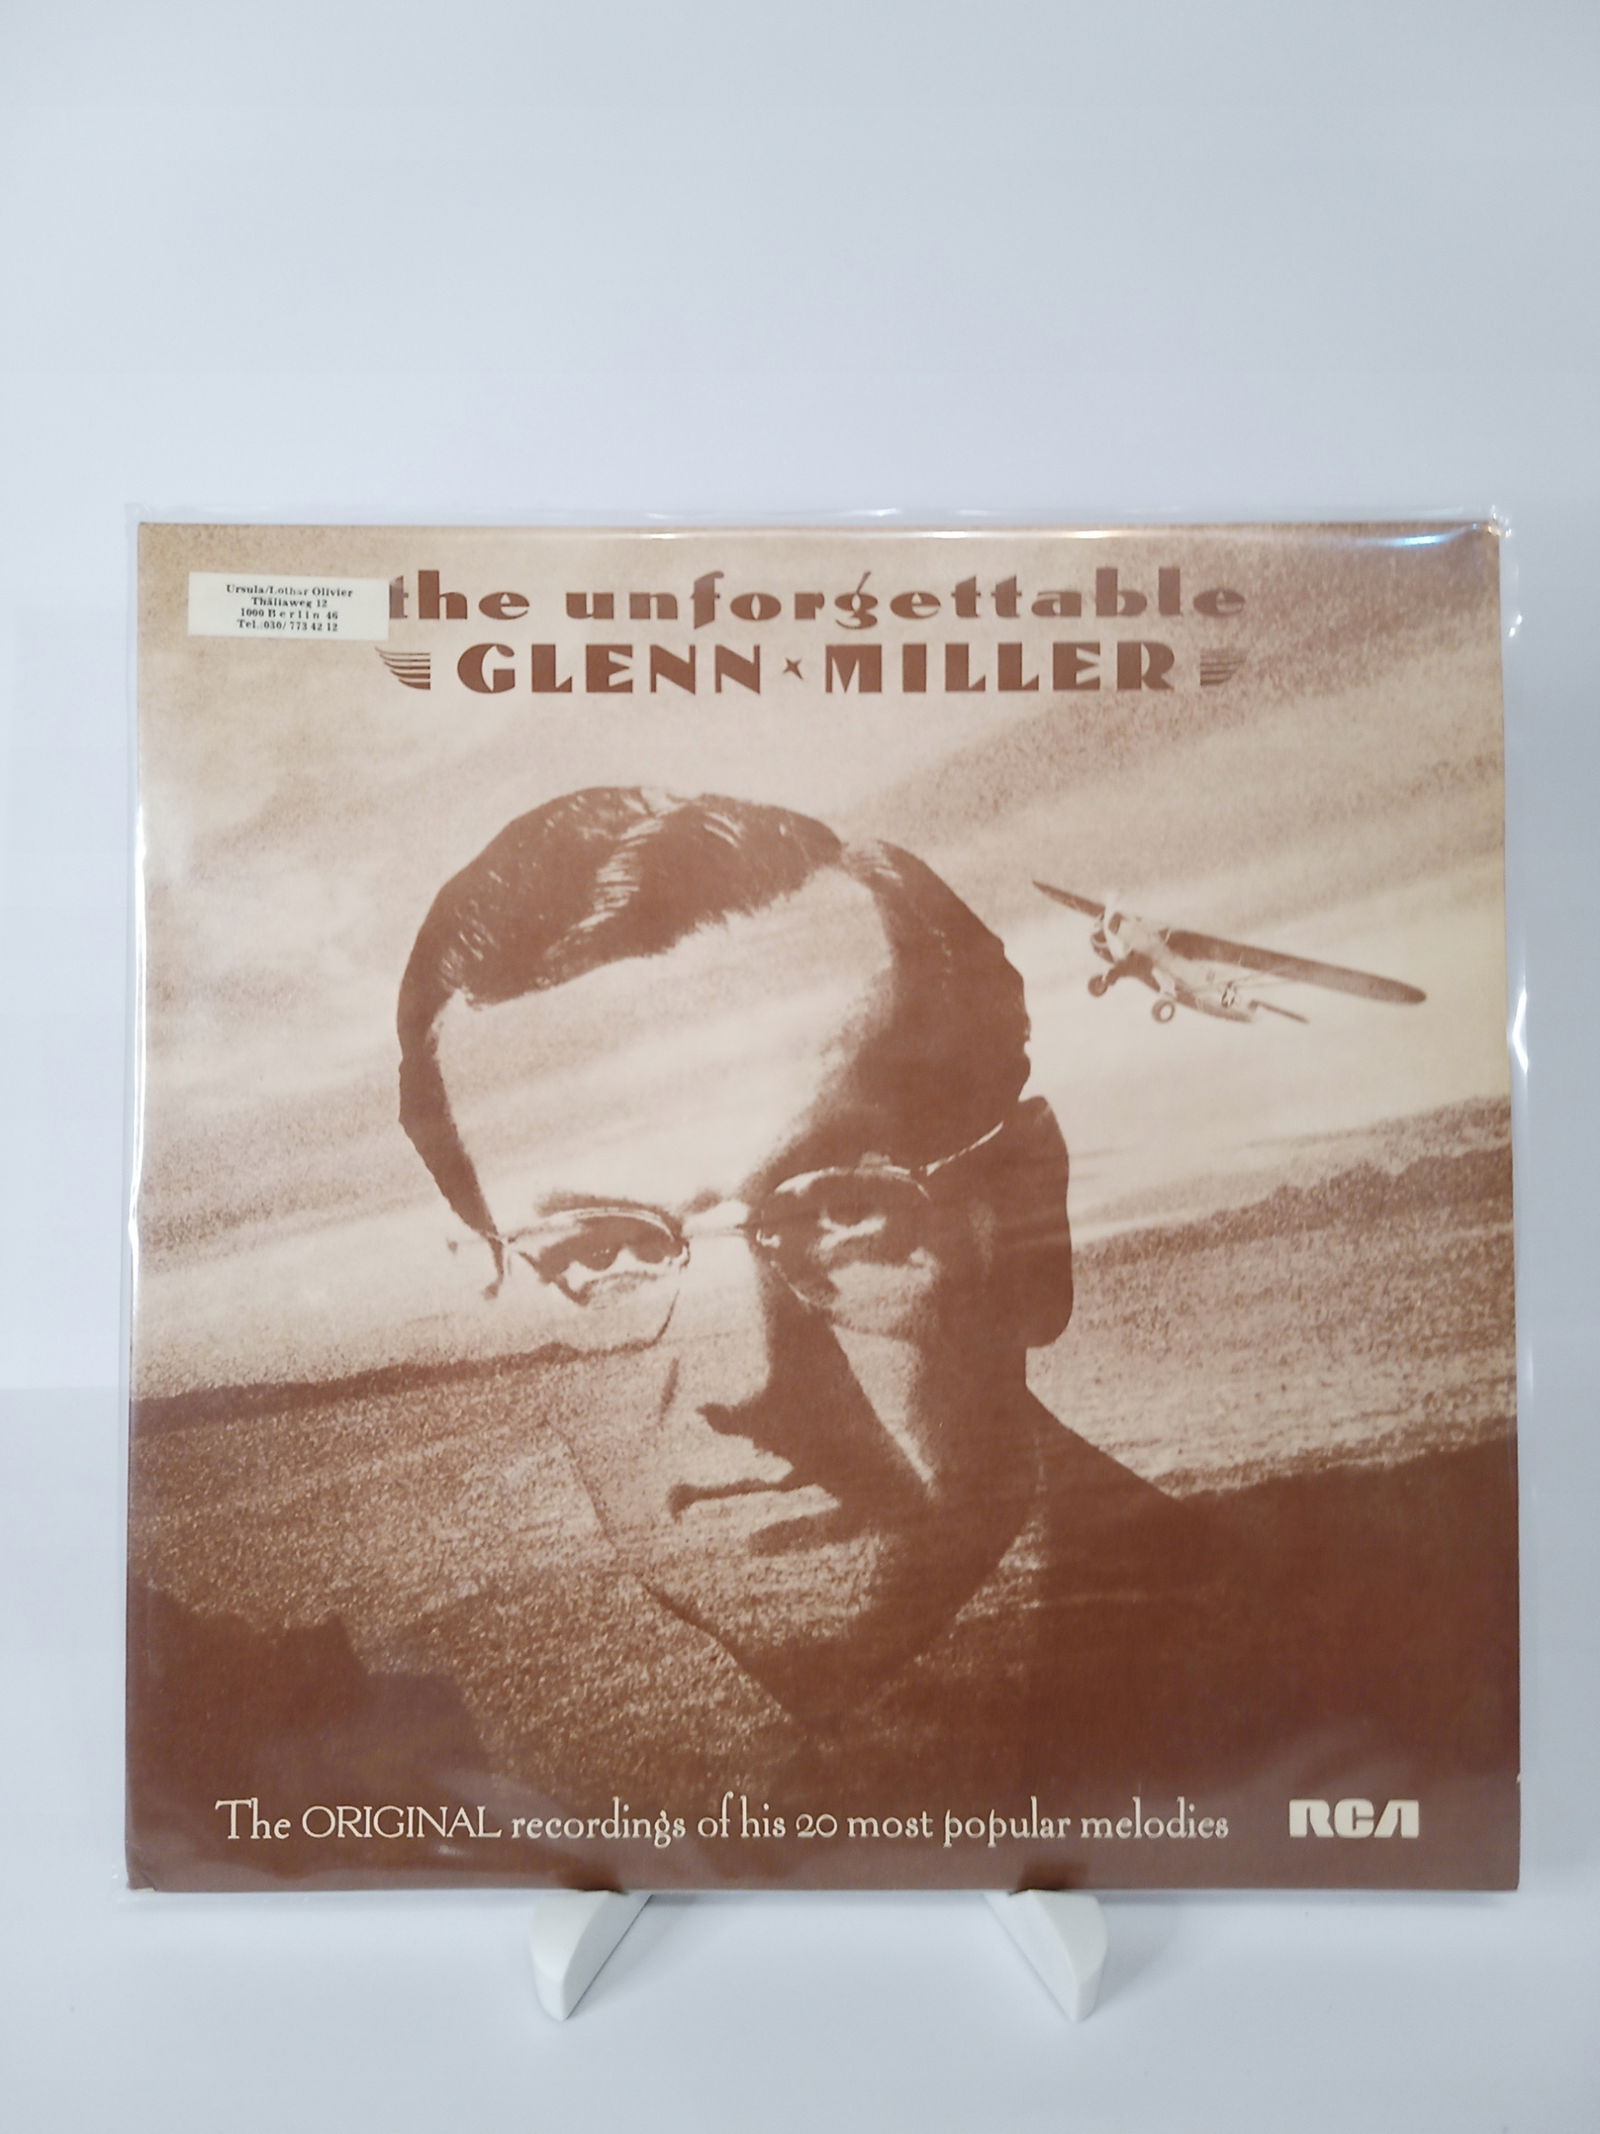 Ursula/Lothar Olivier
Thaliaweg 12
1000 Berlin 46
Tel.:030/ 773 42 12
the unforgettable
GLENN MILLER
The ORIGINAL recordings of his 20 most popular melodies
RCA